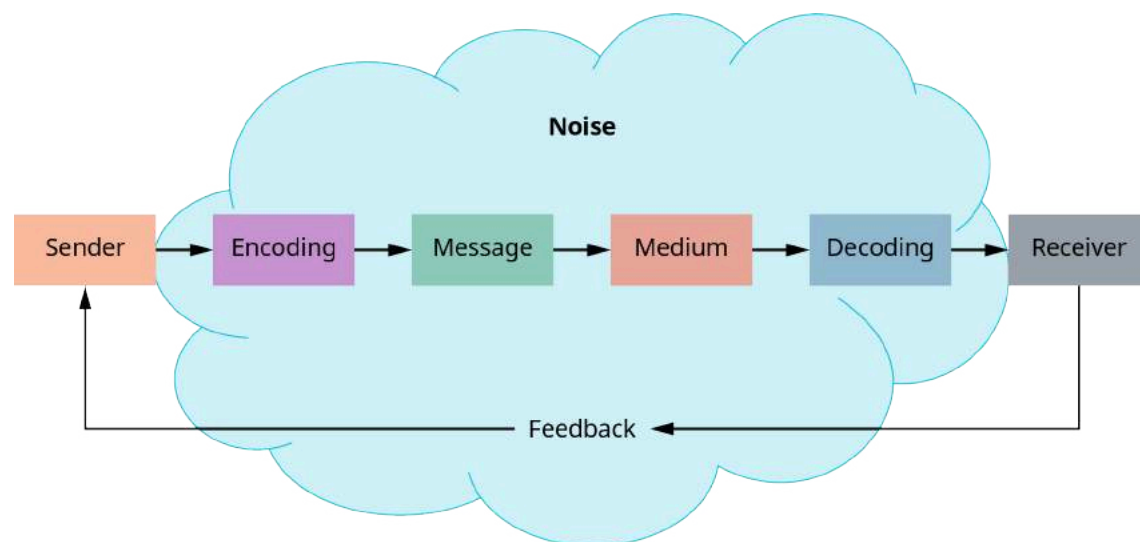 Noise
Sender
Encoding
Message
Medium
Decoding
Receiver
Feedback